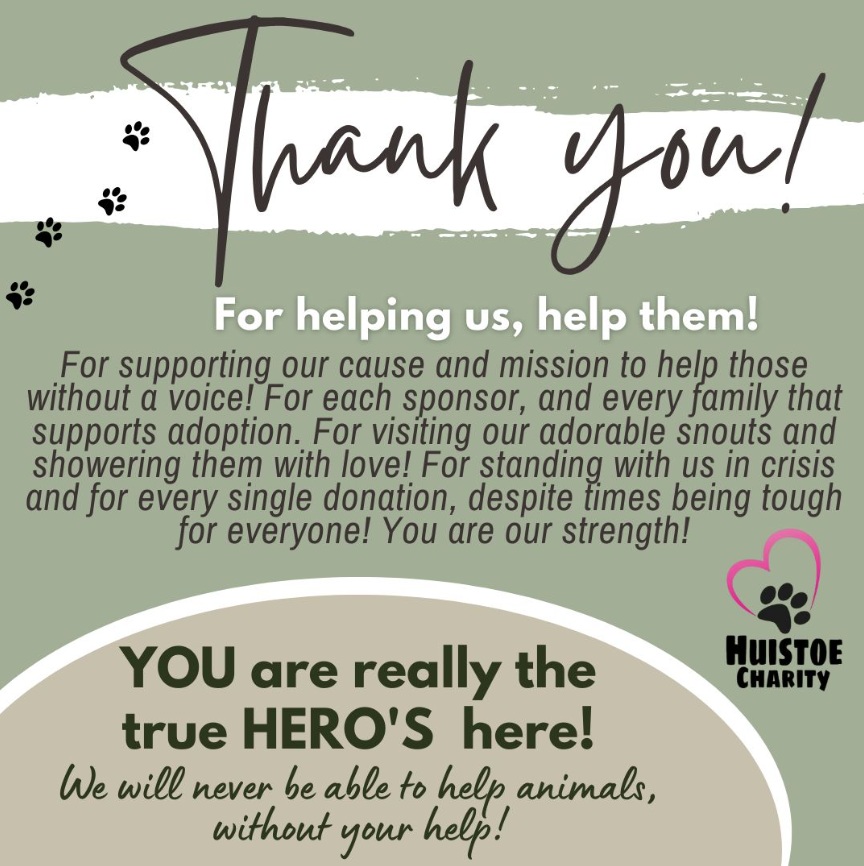 Thank you!
For helping us, help them!
For supporting our cause and mission to help those
without a voice! For each sponsor, and every family that
supports adoption. For visiting our adorable snouts and
showering them with love! For standing with us in crisis
and for every single donation, despite times being tough
for everyone! You are our strength!
HUISTOE
CHARITY
YOU are really the
true HERO'S here!
We will never be able to help animals,
without your help!